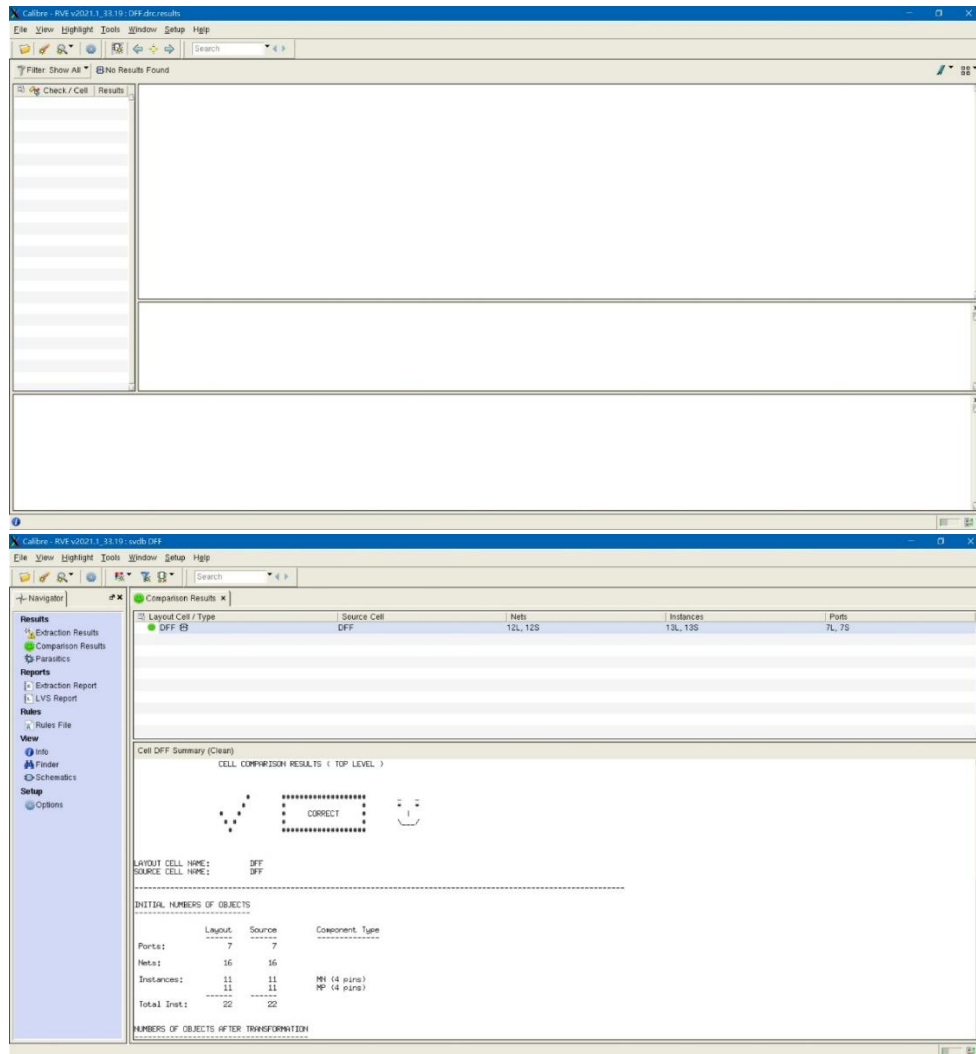 Calibre - RVE v2021.1_33.19 : DFF.drc.results
File View Highlight Tools Window Setup Help
Search
Filter: Show All No Results Found
Check / Cell Results
Calibre - RVE v2021.1_33.19 : svdb DFF
File View Highlight Tools Window Setup Help
Search
Navigator
Comparison Results
Results
Extraction Results
Comparison Results
Parasitics
Reports
Extraction Report
LVS Report
Rules
Rules File
View
Info
Finder
Schematics
Setup
Options
Layout Cell / Type Source Cell Nets Instances Ports
DFF DFF 12L, 12S 13L, 13S 7L, 7S
Cell DFF Summary (Clean)
CELL COMPARISON RESULTS ( TOP LEVEL )
CORRECT
LAYOUT CELL NAME: DFF
SOURCE CELL NAME: DFF
INITIAL NUMBERS OF OBJECTS
Layout Source Component Type
Ports: 7 7
Nets: 16 16
Instances: 11 11 MN (4 pins)
11 11 MP (4 pins)
Total Inst: 22 22
NUMBERS OF OBJECTS AFTER TRANSFORMATION